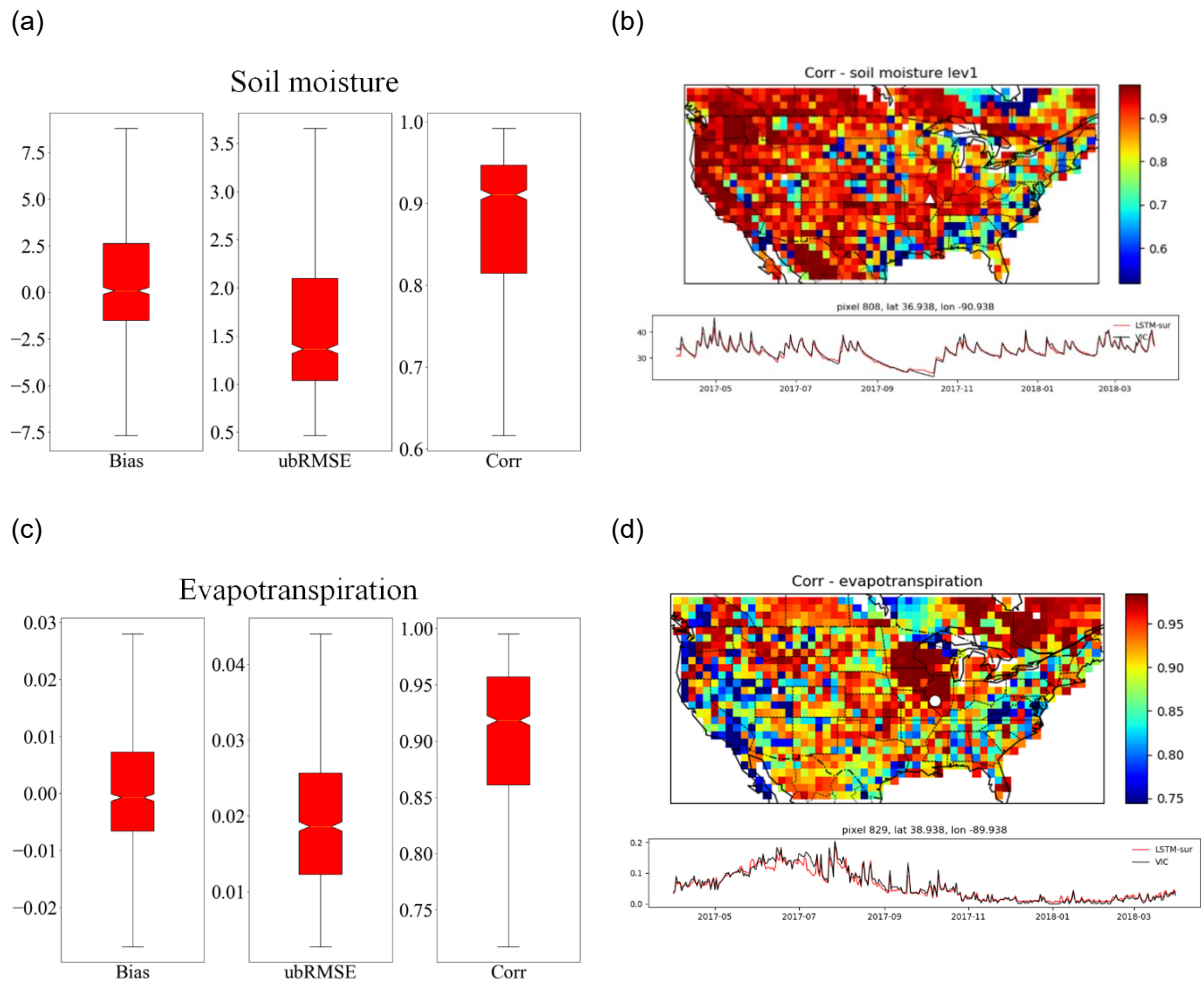 (a)
Soil moisture
7.5
5.0
2.5
0.0
−2.5
−5.0
−7.5
Bias
3.5
3.0
2.5
2.0
1.5
1.0
0.5
ubRMSE
1.0
0.9
0.8
0.7
0.6
Corr
(b)
Corr - soil moisture lev1
0.9
0.8
0.7
0.6
pixel 808, lat 36.938, lon -90.938
40
30
LSTM-sur
VIC
2017-05 2017-07 2017-09 2017-11 2018-01 2018-03
(c)
Evapotranspiration
0.03
0.02
0.01
0.00
−0.01
−0.02
Bias
0.04
0.03
0.02
0.01
ubRMSE
1.00
0.95
0.90
0.85
0.80
0.75
Corr
(d)
Corr - evapotranspiration
0.95
0.90
0.85
0.80
0.75
pixel 829, lat 38.938, lon -89.938
0.2
0.1
0.0
LSTM-sur
VIC
2017-05 2017-07 2017-09 2017-11 2018-01 2018-03